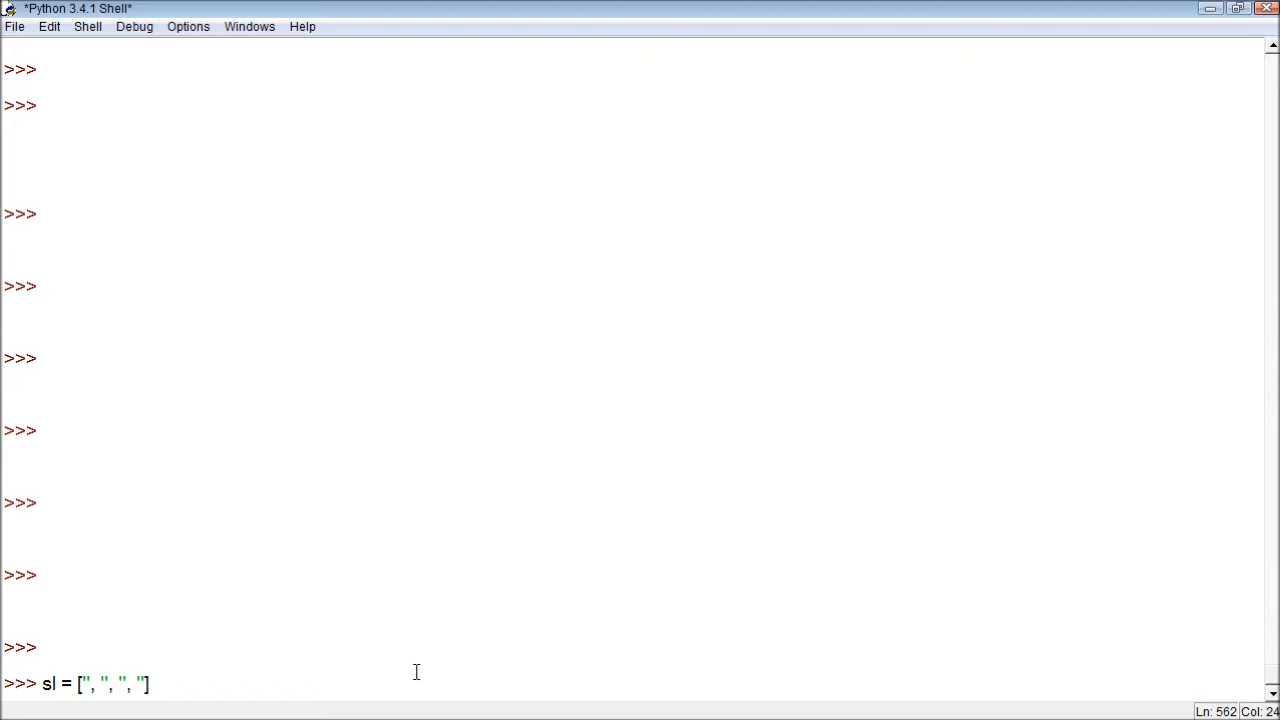 *Python 3.4.1 Shell*
File Edit Shell Debug Options Windows Help
>>>
>>>
>>>
>>>
>>>
>>>
>>>
>>>
>>>
>>> sl = ['', '', '', '']
Ln: 562 Col: 24